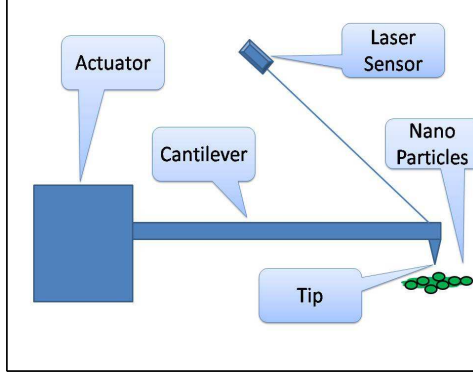 Actuator
Laser
Sensor
Cantilever
Nano
Particles
Tip